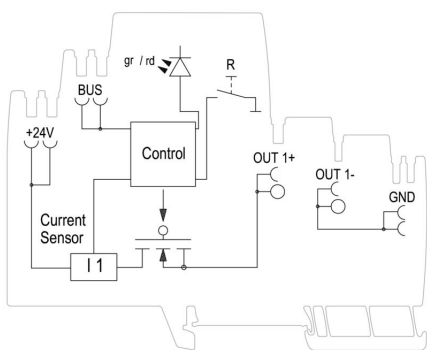 gr / rd
R
BUS
+24V
Control
OUT 1+
OUT 1-
GND
Current
Sensor
I 1